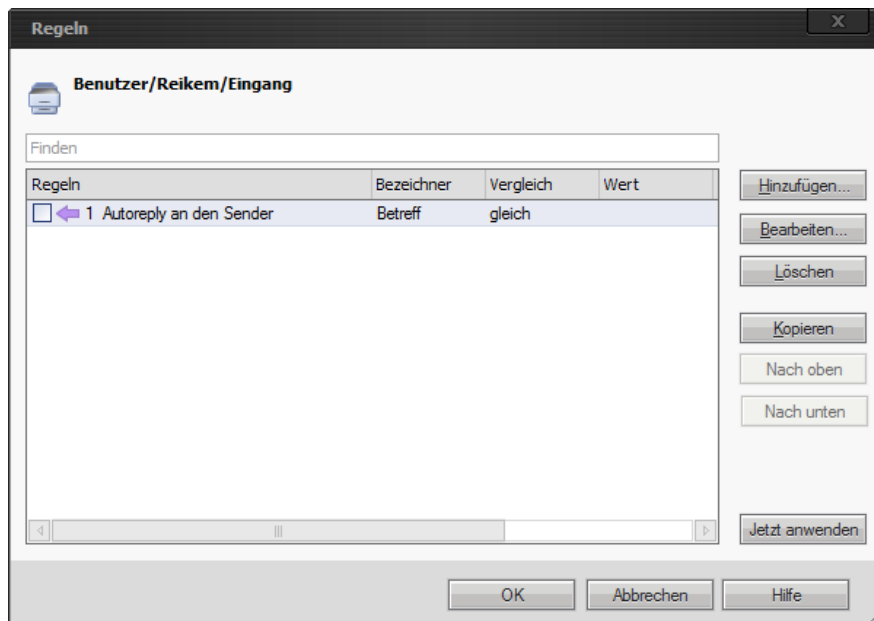 Regeln
X
Benutzer/Reikem/Eingang
Finden
Regeln Bezeichner Vergleich Wert
1 Autoreply an den Sender Betreff gleich
Hinzufügen...
Bearbeiten...
Löschen
Kopieren
Nach oben
Nach unten
Jetzt anwenden
OK Abbrechen Hilfe